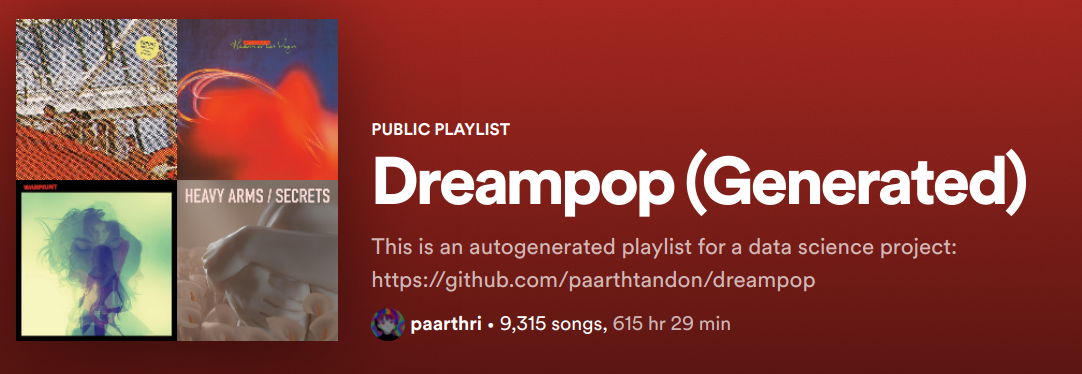 WARPAINT
HEAVY ARMS / SECRETS
PUBLIC PLAYLIST
Dreampop (Generated)
This is an autogenerated playlist for a data science project:
https://github.com/paarthtandon/dreampop
paarthri • 9,315 songs, 615 hr 29 min